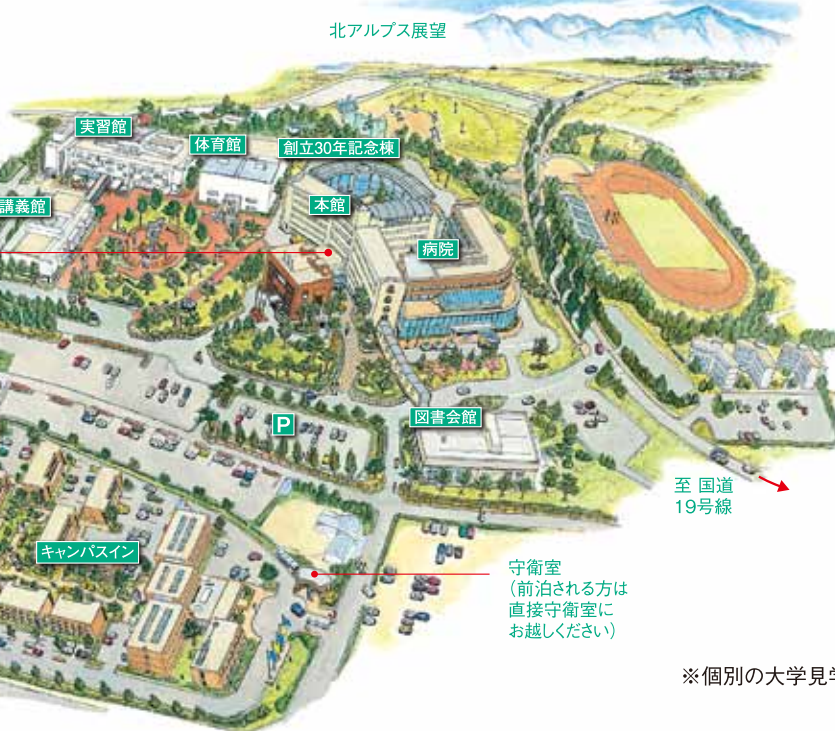 北アルプス展望
実習館
体育館
創立30年記念棟
講義館
本館
病院
P
図書会館
至 国道
19号線
キャンパスイン
守衛室
（前泊される方は
直接守衛室に
お越しください）
※個別の大学見学